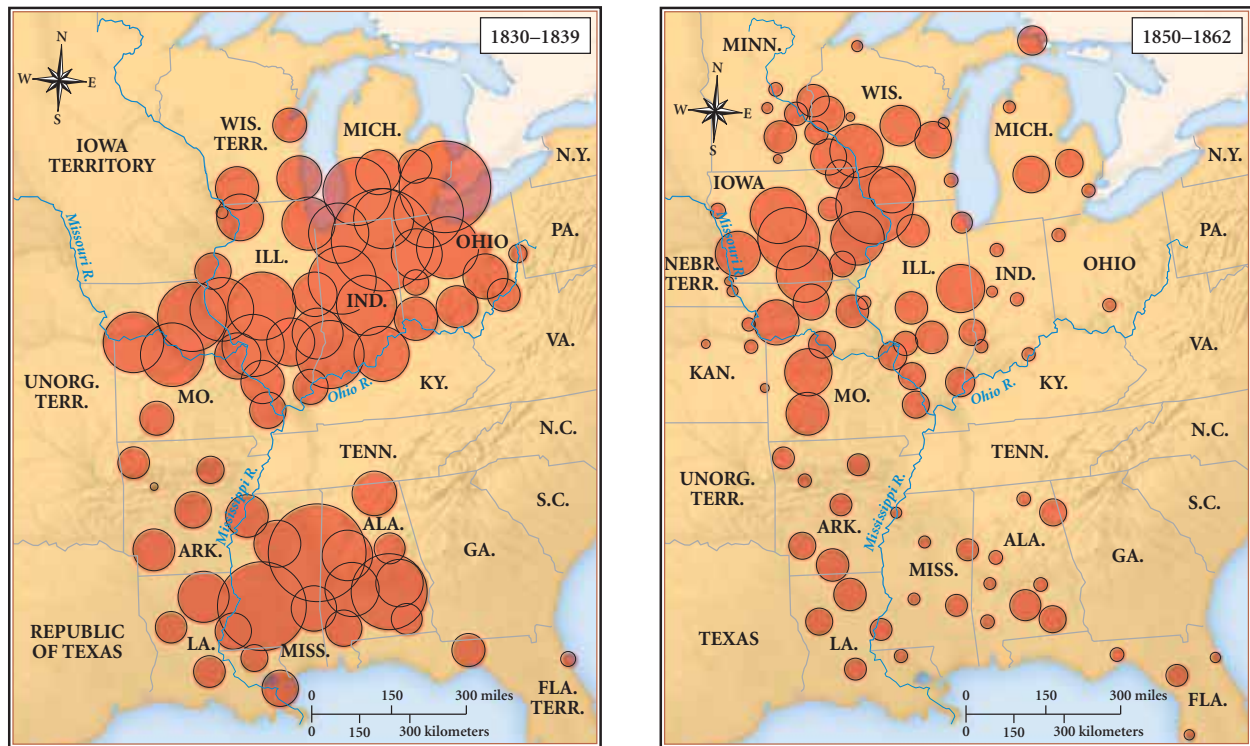 1830–1839
N
W
E
S
IOWA
TERRITORY
WIS.
TERR.
MICH.
N.Y.
PA.
Missouri R.
OHIO
ILL.
IND.
VA.
UNORG.
TERR.
MO.
KY.
Ohio R.
N.C.
TENN.
S.C.
Mississippi R.
ALA.
ARK.
GA.
REPUBLIC
OF TEXAS
LA.
MISS.
FLA.
TERR.
0 150 300 miles
0 150 300 kilometers
1850–1862
MINN.
N
W
E
S
WIS.
MICH.
N.Y.
IOWA
PA.
Missouri R.
NEBR.
TERR.
ILL.
IND.
OHIO
VA.
KAN.
MO.
KY.
Ohio R.
N.C.
TENN.
UNORG.
TERR.
S.C.
Mississippi R.
ARK.
ALA.
GA.
MISS.
TEXAS
LA.
FLA.
0 150 300 miles
0 150 300 kilometers